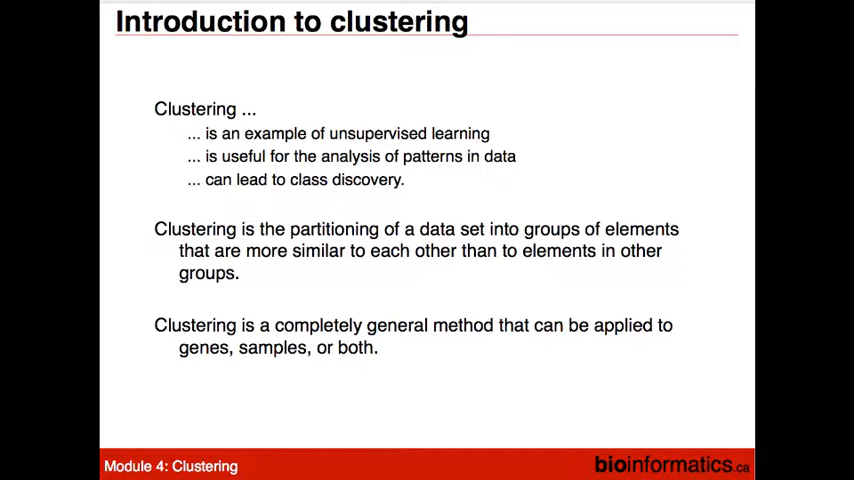 Introduction to clustering
Clustering ...
... is an example of unsupervised learning
... is useful for the analysis of patterns in data
... can lead to class discovery.
Clustering is the partitioning of a data set into groups of elements
that are more similar to each other than to elements in other
groups.
Clustering is a completely general method that can be applied to
genes, samples, or both.
Module 4: Clustering
bioinformatics.ca